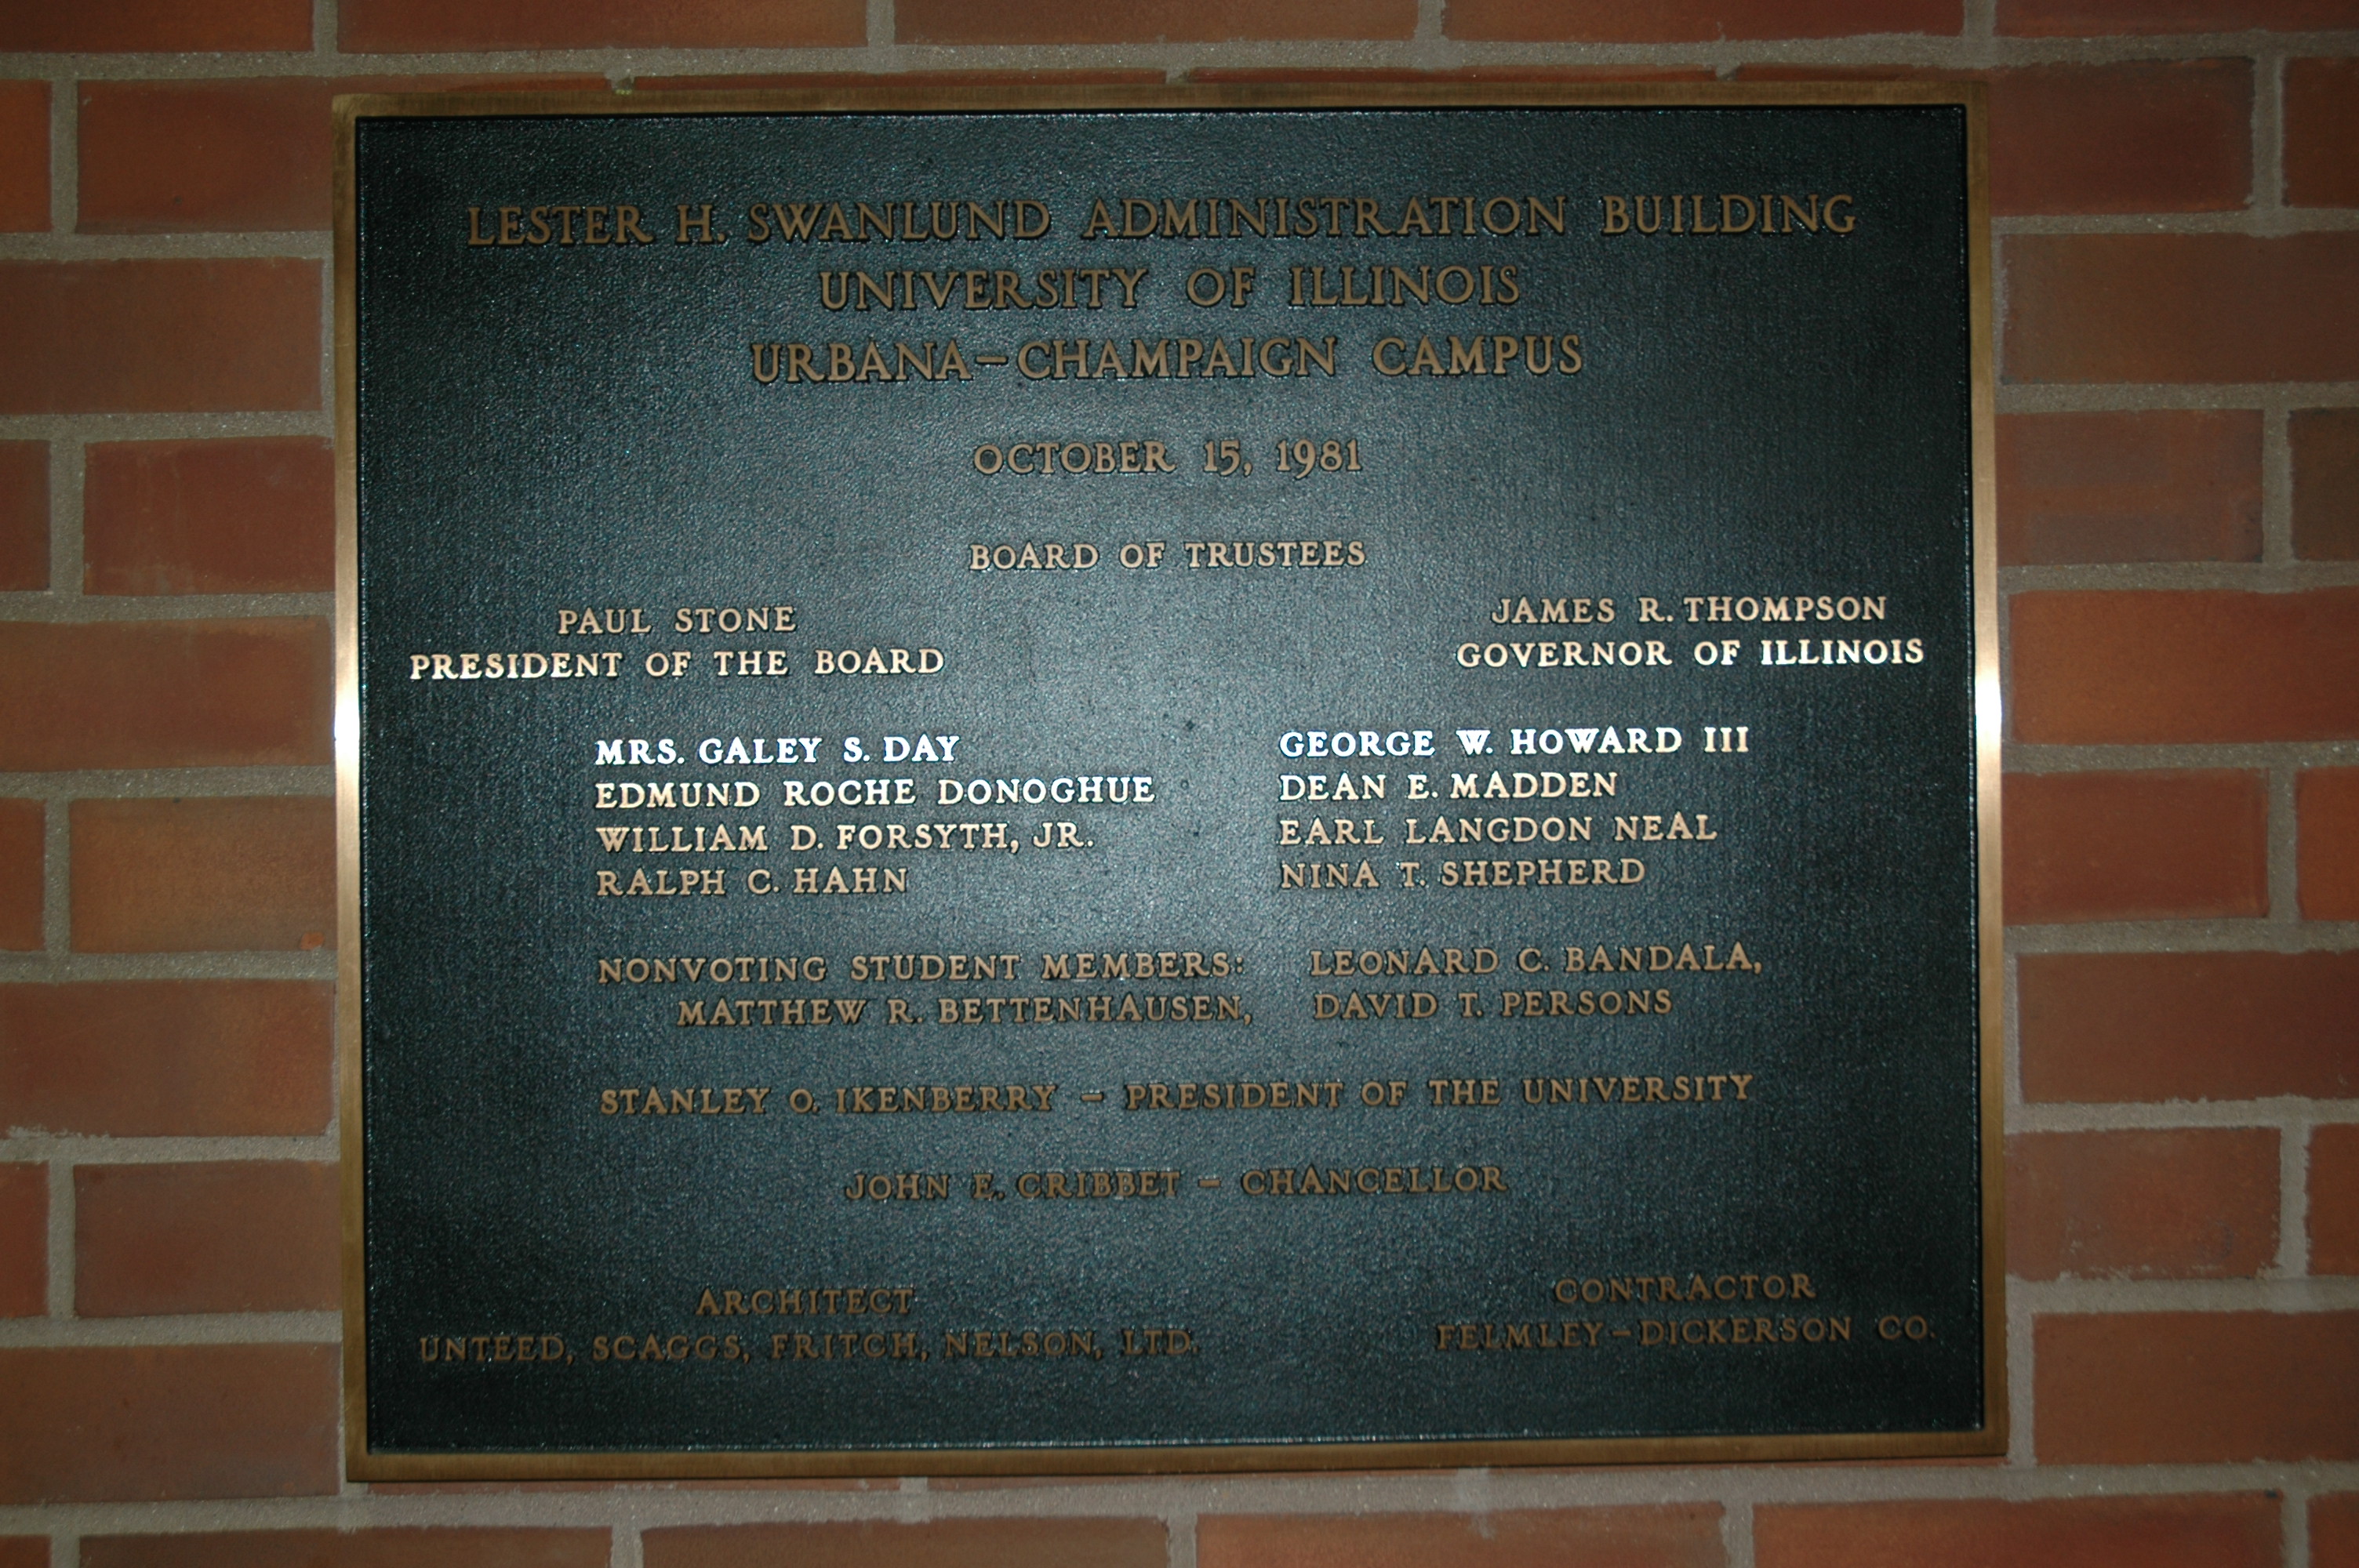 LESTER H. SWANLUND ADMINISTRATION BUILDING
UNIVERSITY OF ILLINOIS
URBANA-CHAMPAIGN CAMPUS
OCTOBER 15, 1981
BOARD OF TRUSTEES
PAUL STONE
PRESIDENT OF THE BOARD
JAMES R. THOMPSON
GOVERNOR OF ILLINOIS
MRS. GALEY S. DAY
EDMUND ROCHE DONOGHUE
WILLIAM D. FORSYTH, JR.
RALPH C. HAHN
GEORGE W. HOWARD III
DEAN E. MADDEN
EARL LANGDON NEAL
NINA T. SHEPHERD
NONVOTING STUDENT MEMBERS: LEONARD C. BANDALA,
MATTHEW R. BETTENHAUSEN, DAVID T. PERSONS
STANLEY O. IKENBERRY - PRESIDENT OF THE UNIVERSITY
JOHN E. CRIBBET - CHANCELLOR
ARCHITECT
UNTEED, SCAGGS, FRITCH, NELSON, LTD.
CONTRACTOR
FELMLEY-DICKERSON CO.